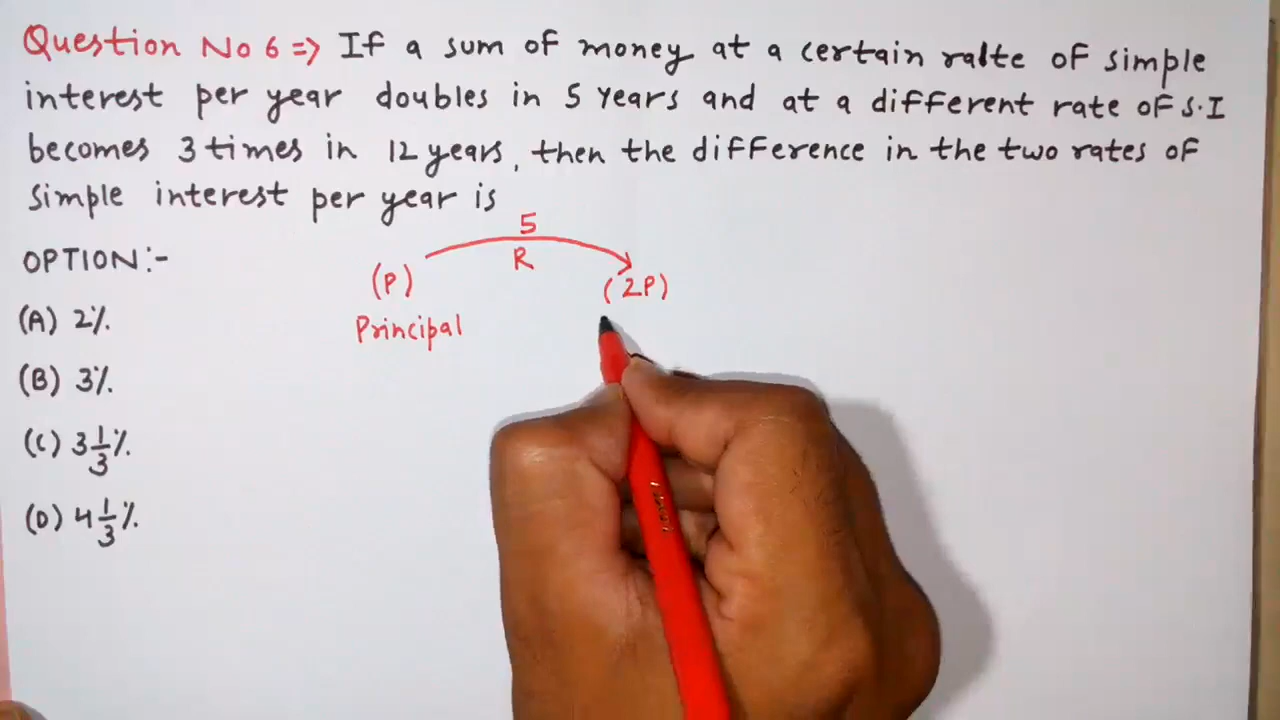 Question No 6 => If a sum of money at a certain ralte of simple
interest per year doubles in 5 Years and at a different rate of S.I
becomes 3 times in 12 years, then the difference in the two rates of
simple interest per year is
OPTION:-
(A) 2%.
(B) 3%.
(C) 3 1/3 %.
(D) 4 1/3 %.
5
R
(P)
(2P)
Principal